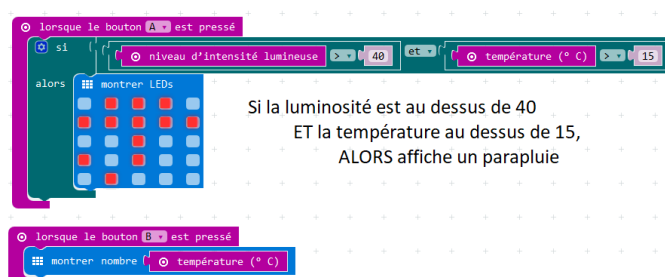 lorsque le bouton A est pressé
si niveau d'intensité lumineuse > 40 et température (° C) > 15
alors montrer LEDs
Si la luminosité est au dessus de 40
ET la température au dessus de 15,
ALORS affiche un parapluie
lorsque le bouton B est pressé
montrer nombre température (° C)